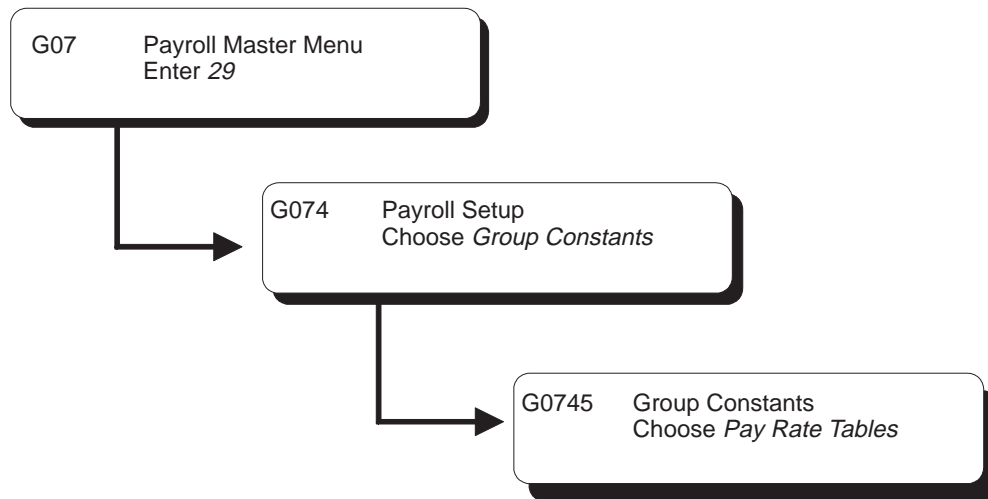 G07 Payroll Master Menu
Enter 29
G074 Payroll Setup
Choose Group Constants
G0745 Group Constants
Choose Pay Rate Tables